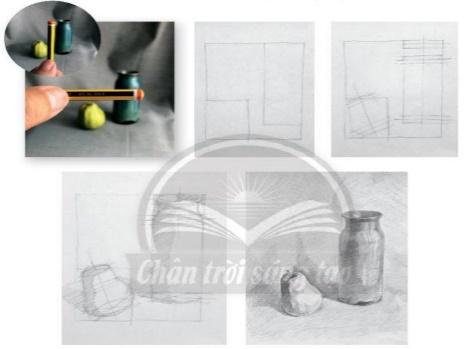 Chân trời sáng tạo